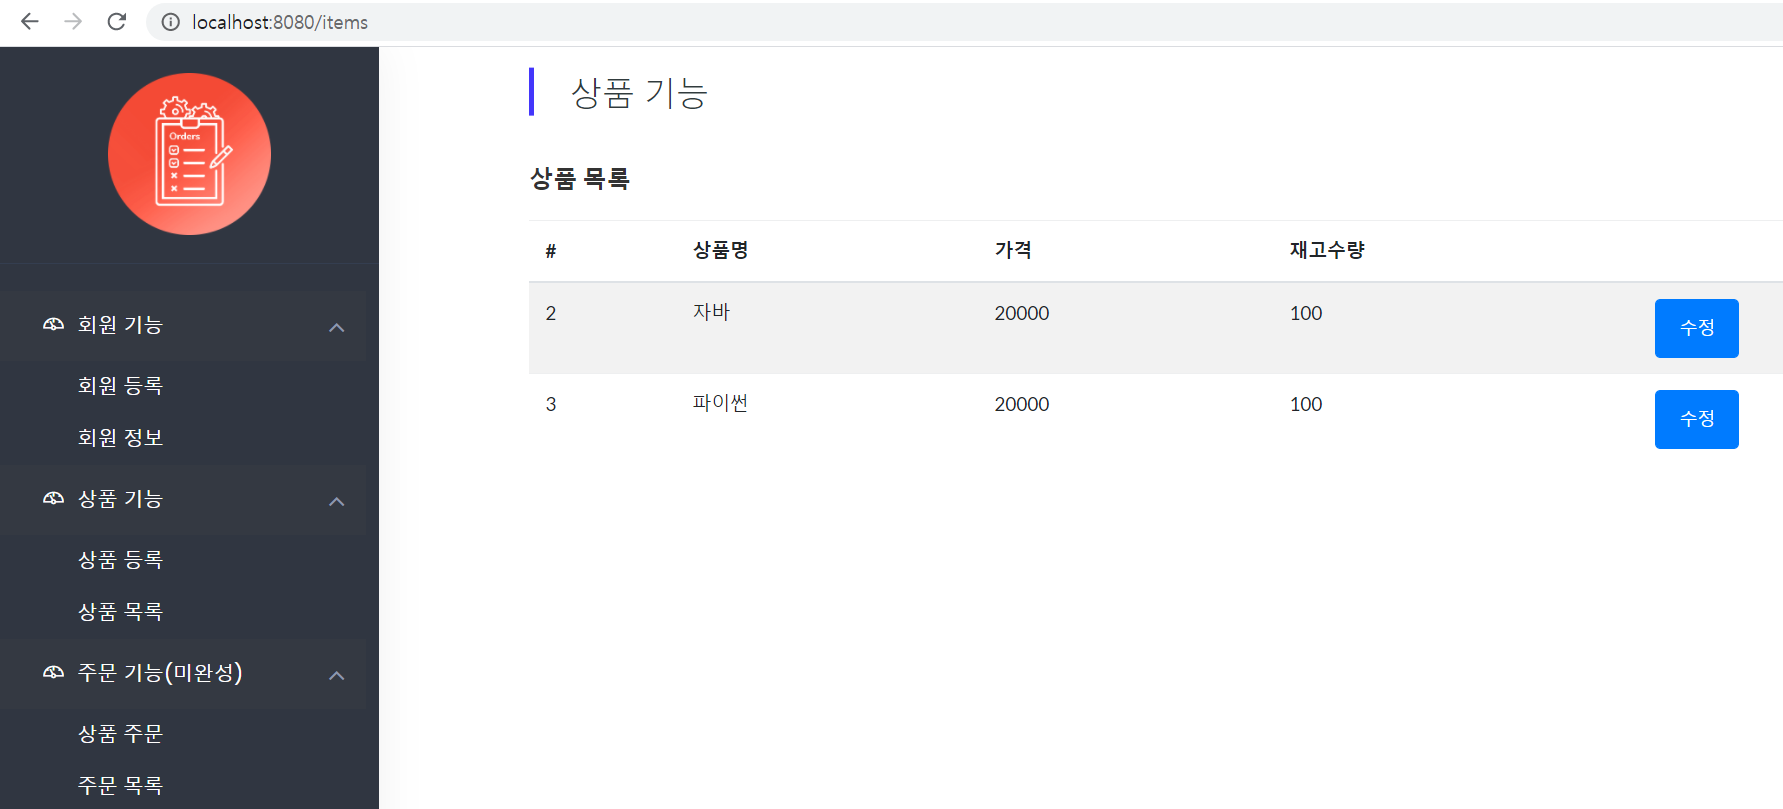 localhost:8080/items
Orders
회원 기능
회원 등록
회원 정보
상품 기능
상품 등록
상품 목록
주문 기능(미완성)
상품 주문
주문 목록
상품 기능
상품 목록
# 상품명 가격 재고수량
2 자바 20000 100 수정
3 파이썬 20000 100 수정